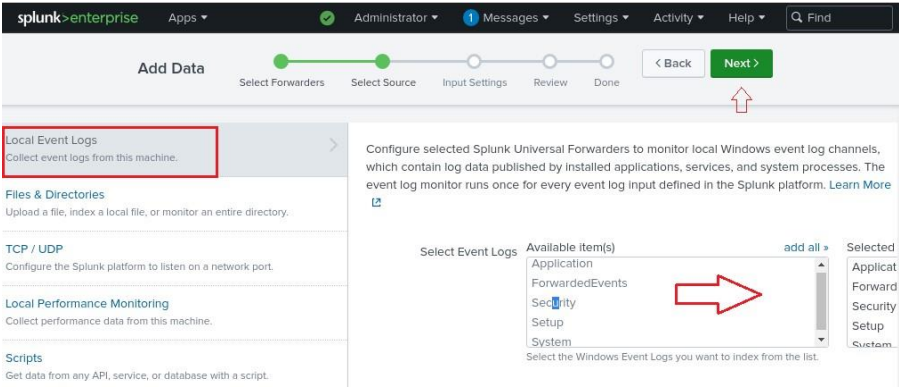 splunk>enterprise Apps ▾ Administrator ▾ 1 Messages ▾ Settings ▾ Activity ▾ Help ▾ Find
Add Data
Select Forwarders Select Source Input Settings Review Done
< Back Next >
Local Event Logs
Collect event logs from this machine.
Files & Directories
Upload a file, index a local file, or monitor an entire directory.
TCP / UDP
Configure the Splunk platform to listen on a network port.
Local Performance Monitoring
Collect performance data from this machine.
Scripts
Get data from any API, service, or database with a script.
Configure selected Splunk Universal Forwarders to monitor local Windows event log channels,
which contain log data published by installed applications, services, and system processes. The
event log monitor runs once for every event log input defined in the Splunk platform. Learn More
Select Event Logs
Available item(s) add all »
Application
ForwardedEvents
Security
Setup
System
Select the Windows Event Logs you want to index from the list.
Selected
Applicat
Forward
Security
Setup
System